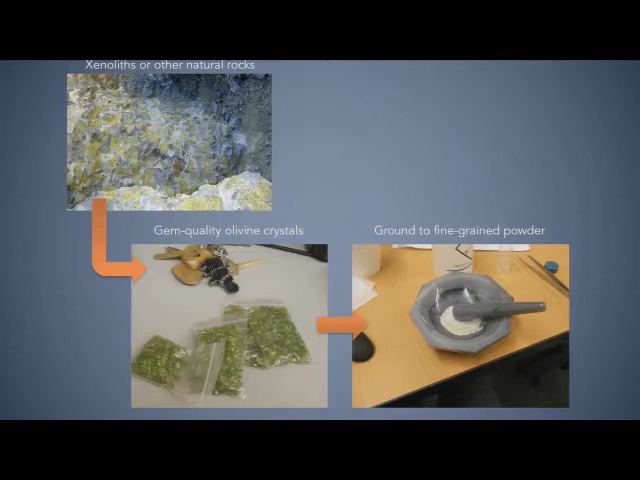 Xenoliths or other natural rocks
Gem-quality olivine crystals
Ground to fine-grained powder